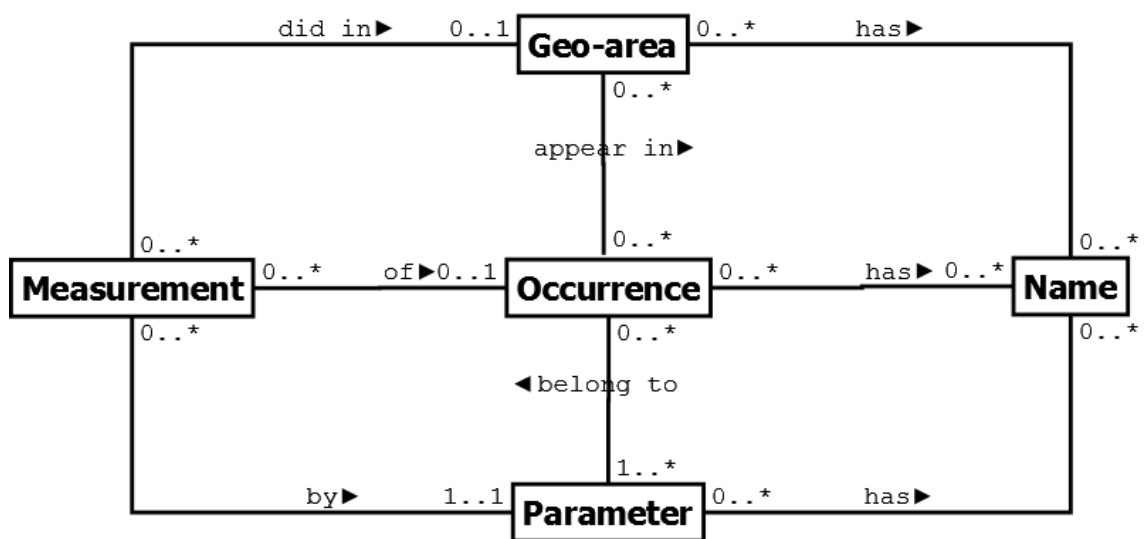 did in► 0..1 Geo-area 0..* has►
0..*
appear in►
0..* 0..* 0..*
Measurement 0..* of► 0..1 Occurrence 0..* has► 0..* Name
0..* 0..* 0..*
◄belong to
1..*
by► 1..1 Parameter 0..* has►